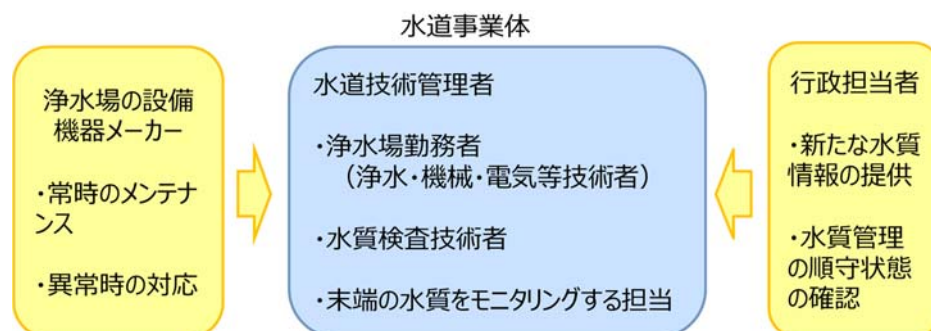 水道事業体
浄水場の設備
機器メーカー
・常時のメンテナ
ンス
・異常時の対応
水道技術管理者
・浄水場勤務者
（浄水・機械・電気等技術者）
・水質検査技術者
・末端の水質をモニタリングする担当
行政担当者
・新たな水質
情報の提供
・水質管理
の順守状態
の確認